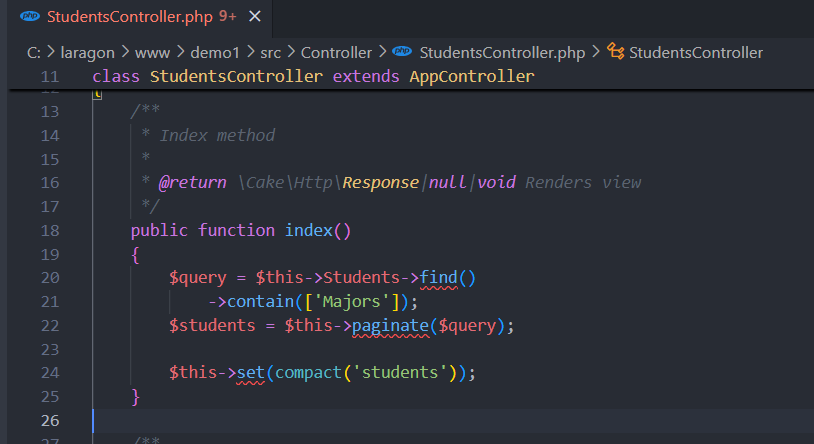 php StudentsController.php 9+ ×
C: > laragon > www > demo1 > src > Controller > php StudentsController.php > StudentsController
11 class StudentsController extends AppController
12 {
13 /**
14 * Index method
15 *
16 * @return \Cake\Http\Response|null|void Renders view
17 */
18 public function index()
19 {
20 $query = $this->Students->find()
21 ->contain(['Majors']);
22 $students = $this->paginate($query);
23
24 $this->set(compact('students'));
25 }
26
27 /**